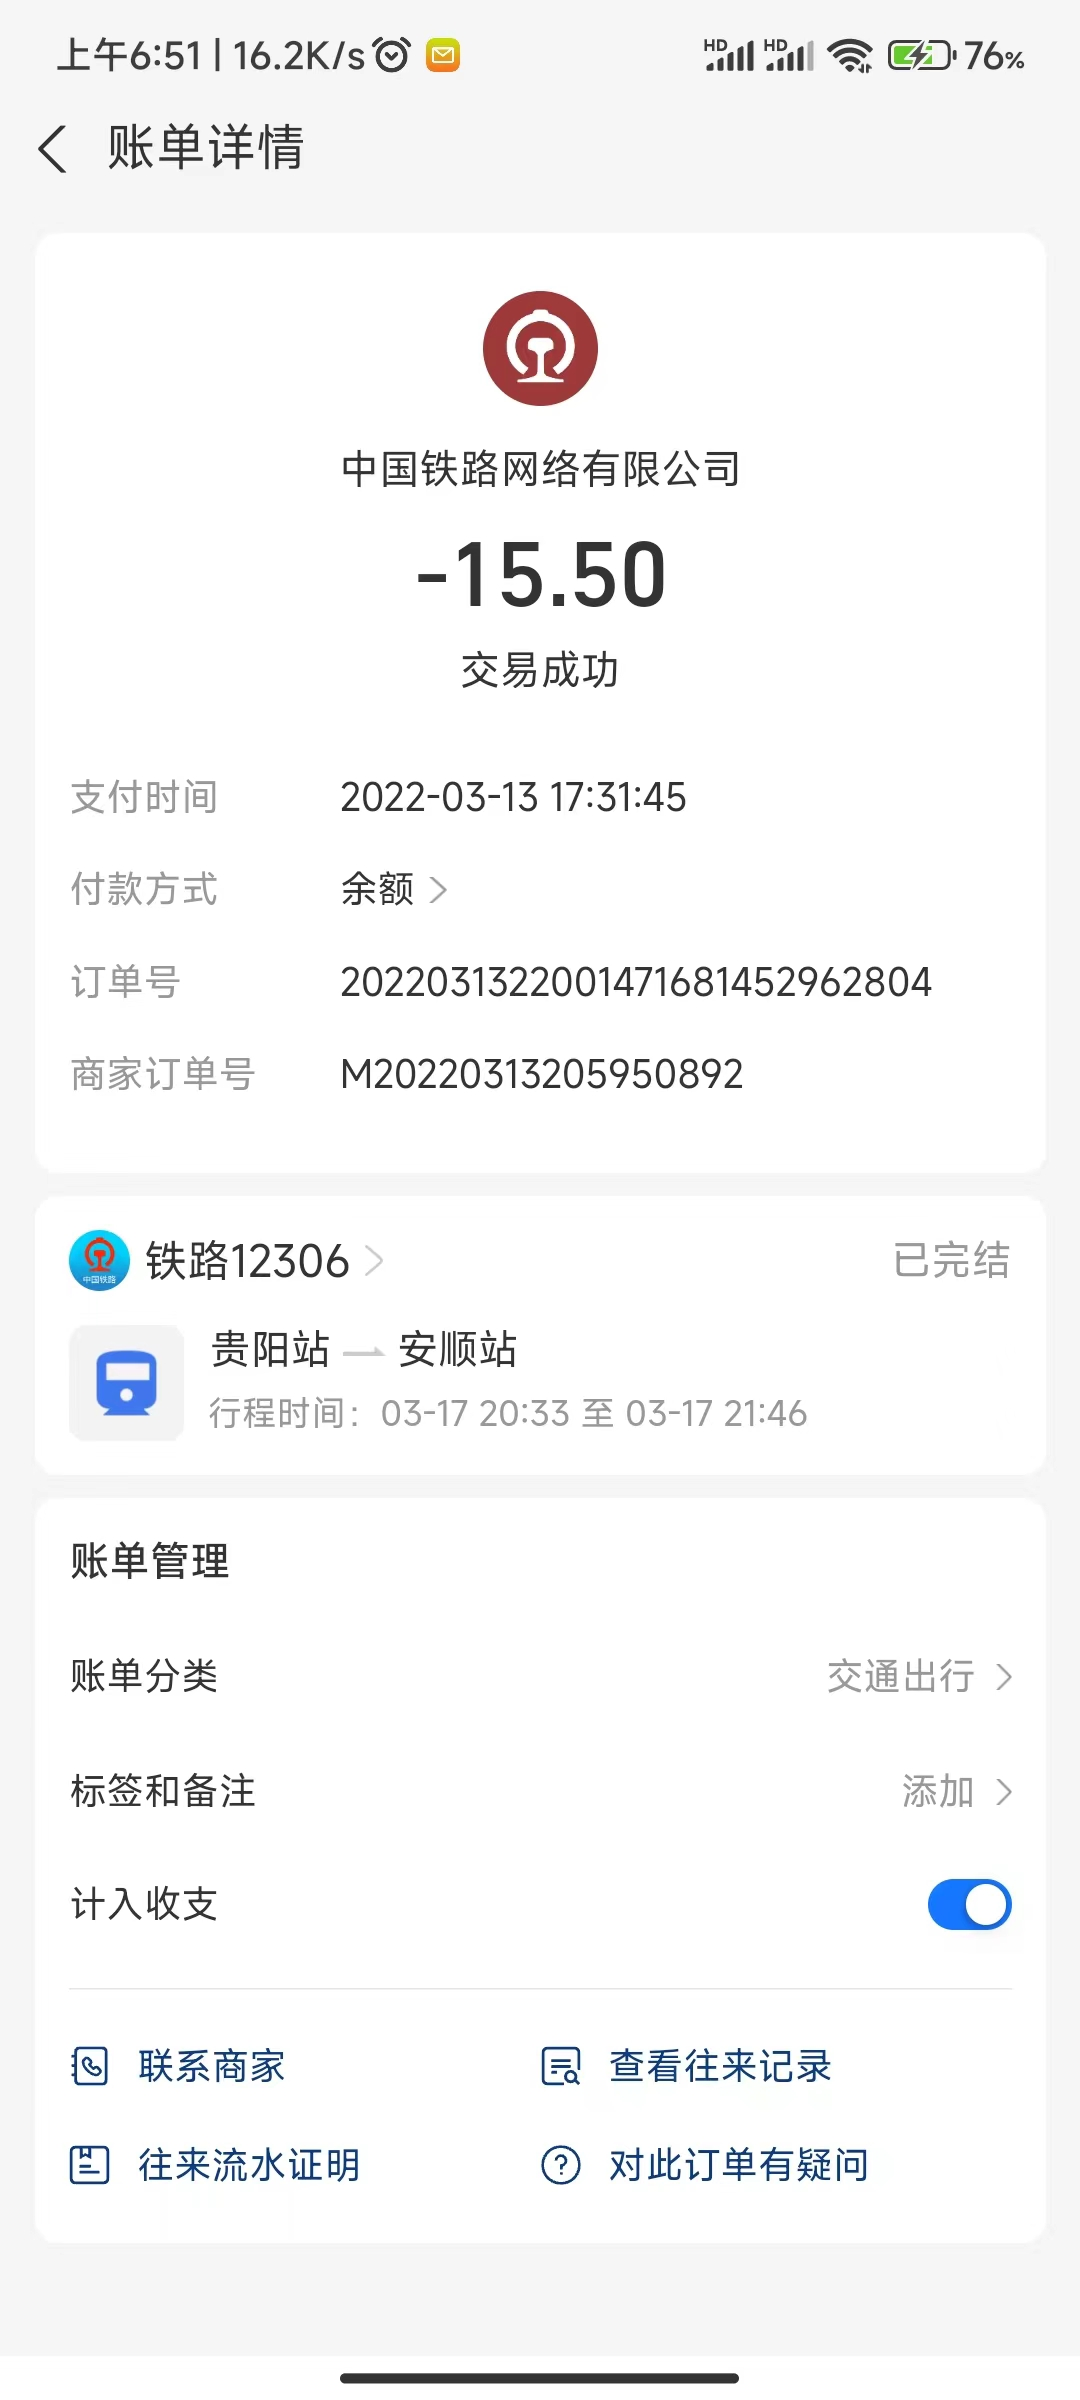 上午6:51 | 16.2K/s
HD HD 76%
账单详情
中国铁路网络有限公司
-15.50
交易成功
支付时间 2022-03-13 17:31:45
付款方式 余额
订单号 2022031322001471681452962804
商家订单号 M20220313205950892
中国铁路
铁路12306 已完结
贵阳站 安顺站
行程时间：03-17 20:33 至 03-17 21:46
账单管理
账单分类 交通出行
标签和备注 添加
计入收支
联系商家 查看往来记录
往来流水证明 对此订单有疑问